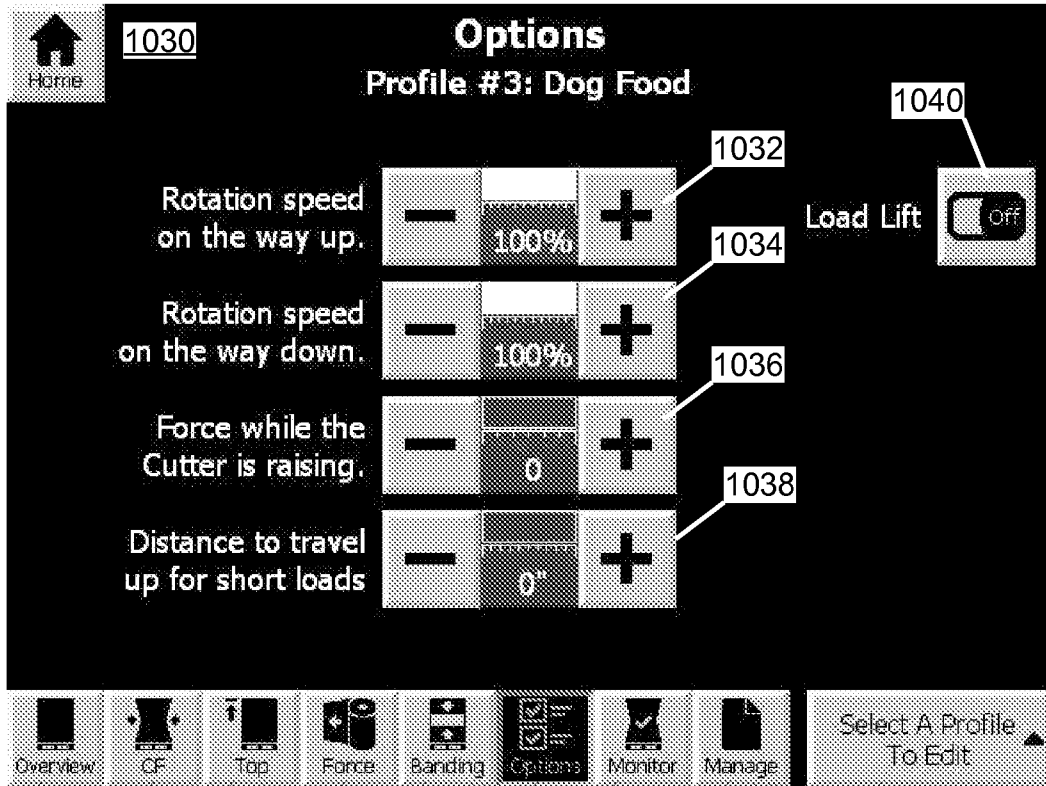 Home
1030
Options
Profile #3: Dog Food
1040
1032
Rotation speed
on the way up.
100%
Load Lift
Off
1034
Rotation speed
on the way down.
100%
1036
Force while the
Cutter is raising.
0
1038
Distance to travel
up for short loads
0"
Overview
CF
Top
Force
Banding
Options
Monitor
Manage
Select A Profile
To Edit